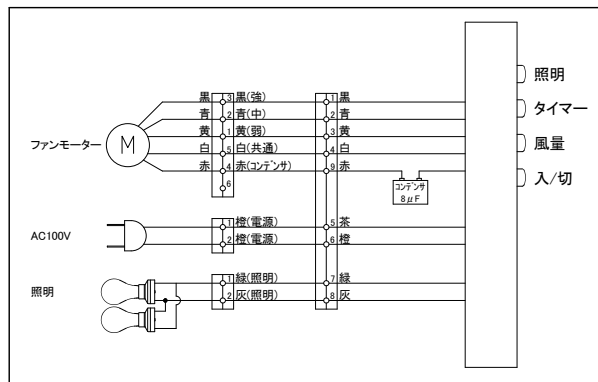 照明
タイマー
風量
入/切
ファンモーター
M
黒 3 黒(強) 1 黒
青 2 青(中) 2 青
黄 1 黄(弱) 3 黄
白 5 白(共通) 4 白
赤 4 赤(コンデンサ) 9 赤
6
コンデンサ
8μF
AC100V
1 橙(電源) 5 茶
2 橙(電源) 6 橙
照明
1 緑(照明) 7 緑
2 灰(照明) 8 灰